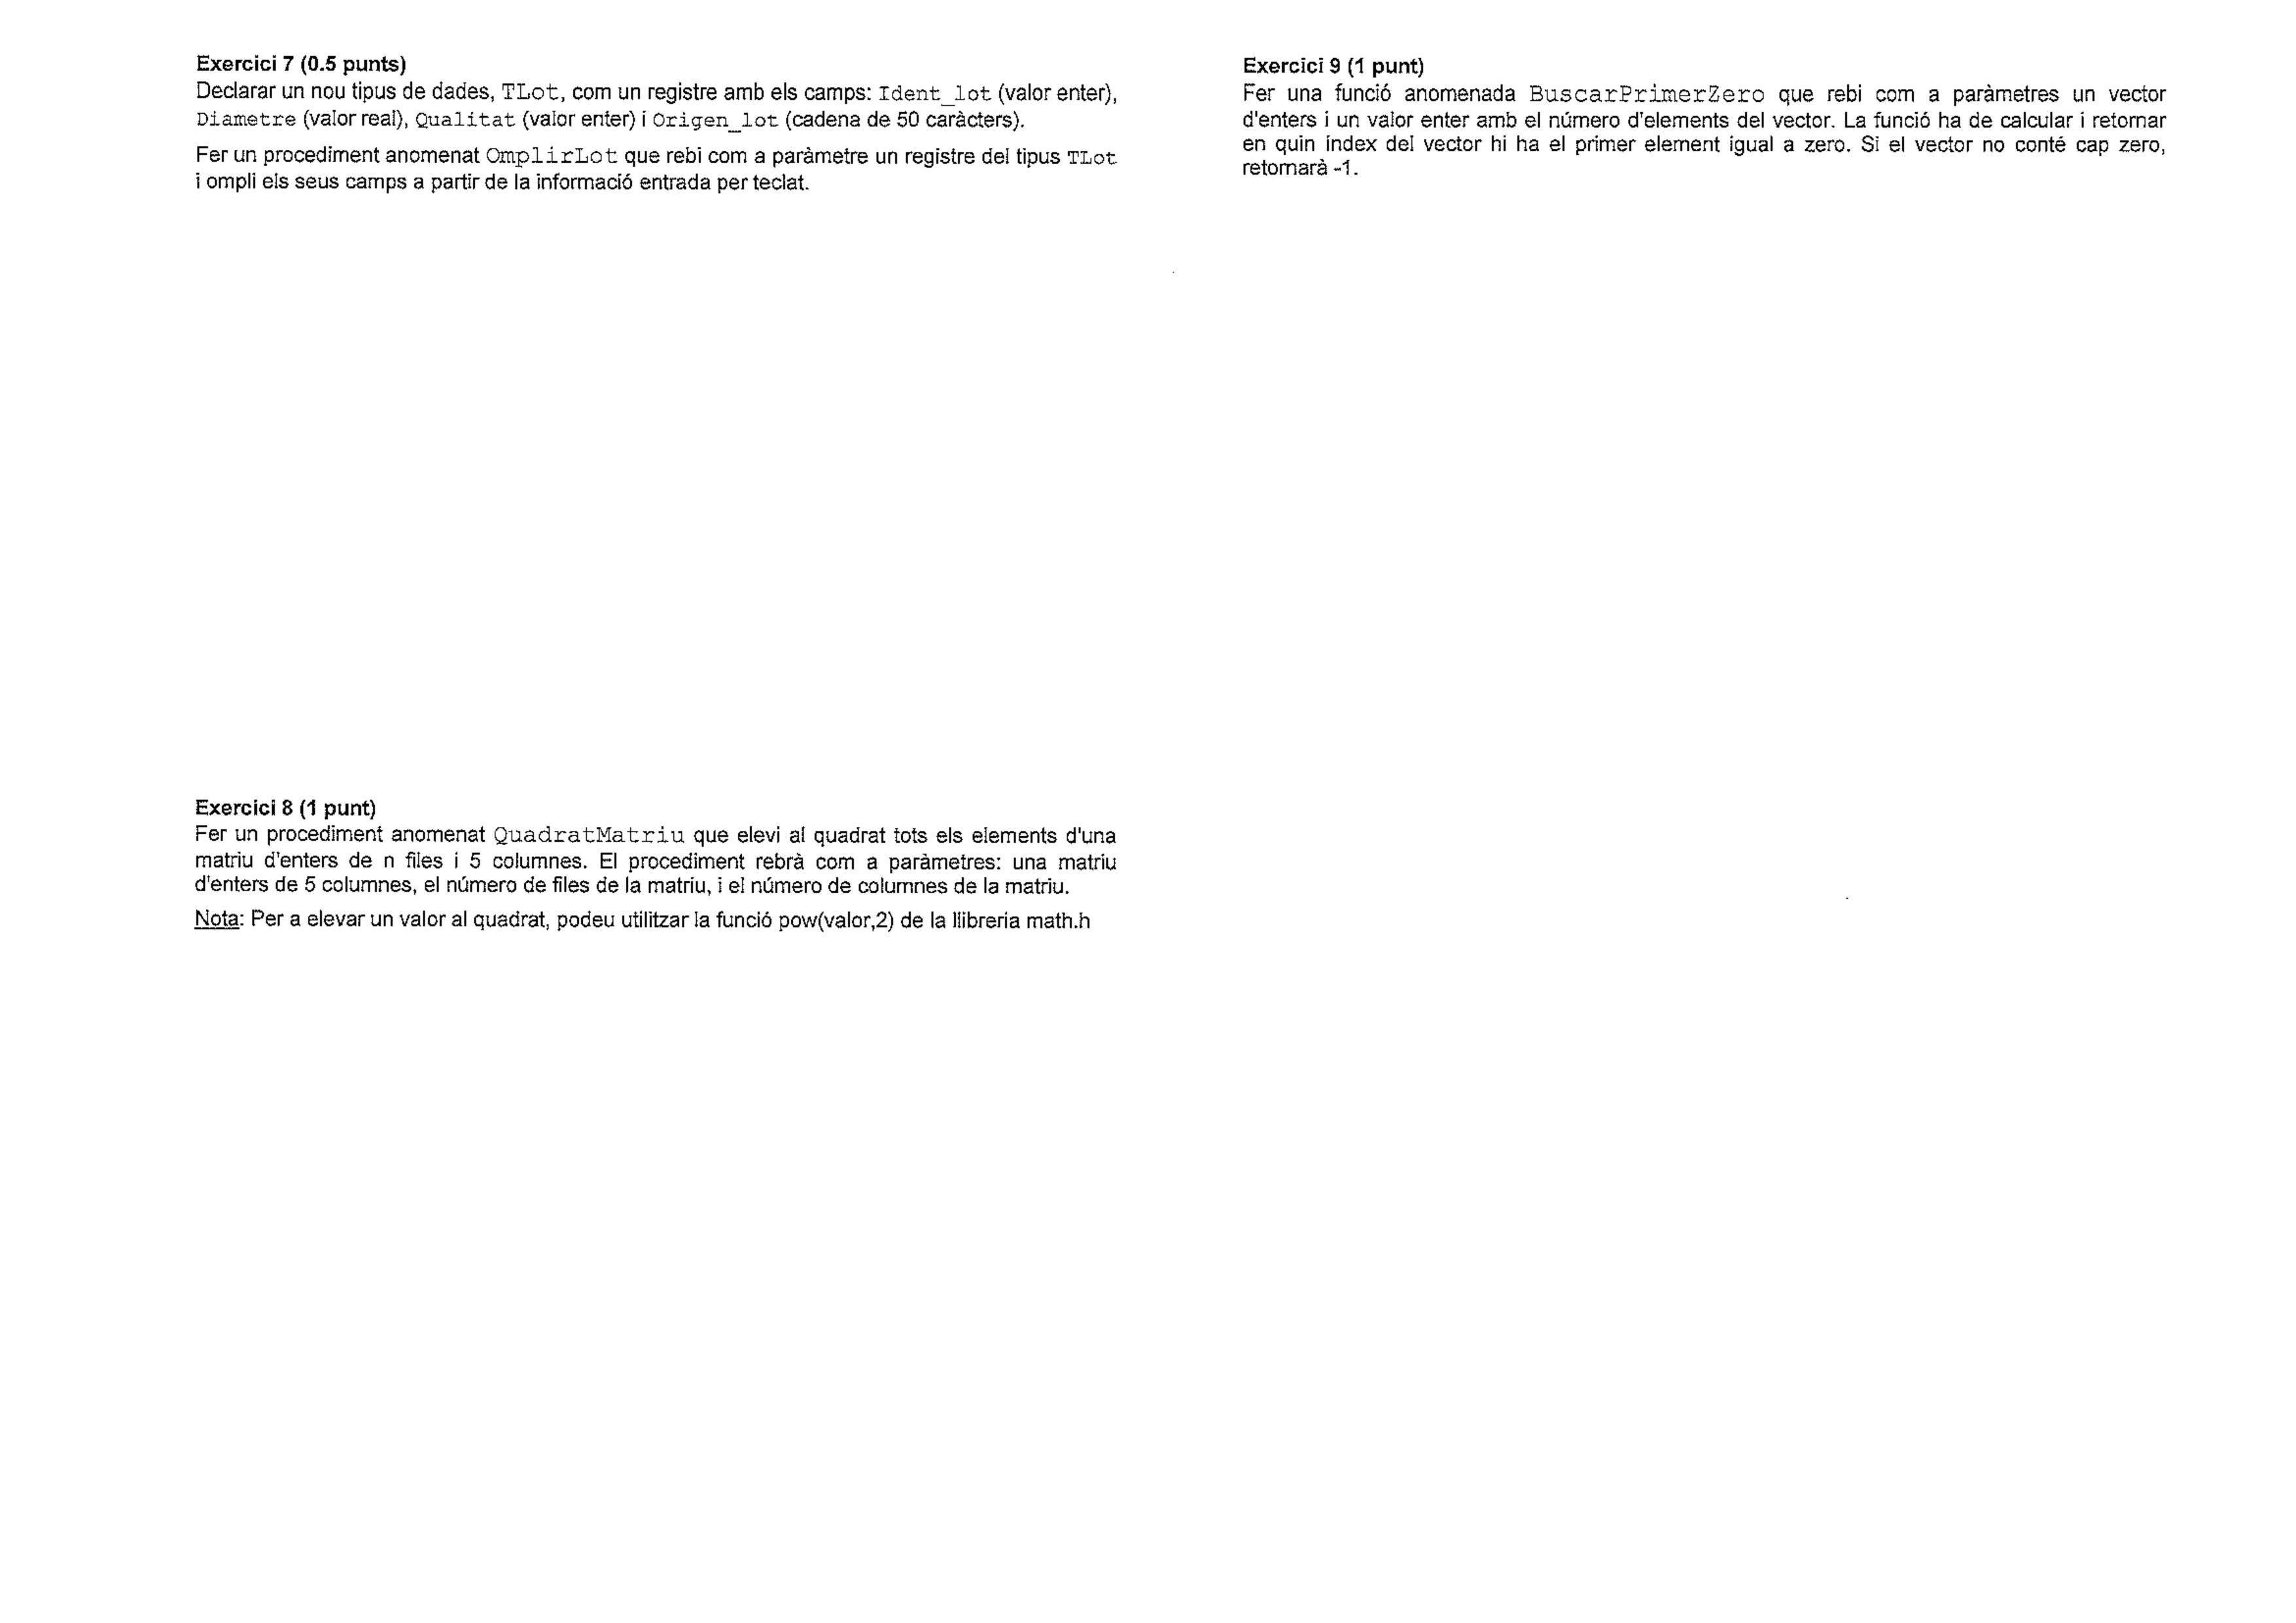 Exercici 7 (0.5 punts)
Declarar un nou tipus de dades, TLot, com un registre amb els camps: Ident_lot (valor enter),
Diametre (valor real), Qualitat (valor enter) i Origen_lot (cadena de 50 caràcters).
Fer un procediment anomenat OmplirLot que rebi com a paràmetre un registre del tipus TLot
i ompli els seus camps a partir de la informació entrada per teclat.
Exercici 8 (1 punt)
Fer un procediment anomenat QuadratMatriu que elevi al quadrat tots els elements d'una
matriu d'enters de n files i 5 columnes. El procediment rebrà com a paràmetres: una matriu
d'enters de 5 columnes, el número de files de la matriu, i el número de columnes de la matriu.
Nota: Per a elevar un valor al quadrat, podeu utilitzar la funció pow(valor,2) de la llibreria math.h
Exercici 9 (1 punt)
Fer una funció anomenada BuscarPrimerZero que rebi com a paràmetres un vector
d'enters i un valor enter amb el número d'elements del vector. La funció ha de calcular i retornar
en quin índex del vector hi ha el primer element igual a zero. Si el vector no conté cap zero,
retornarà -1.